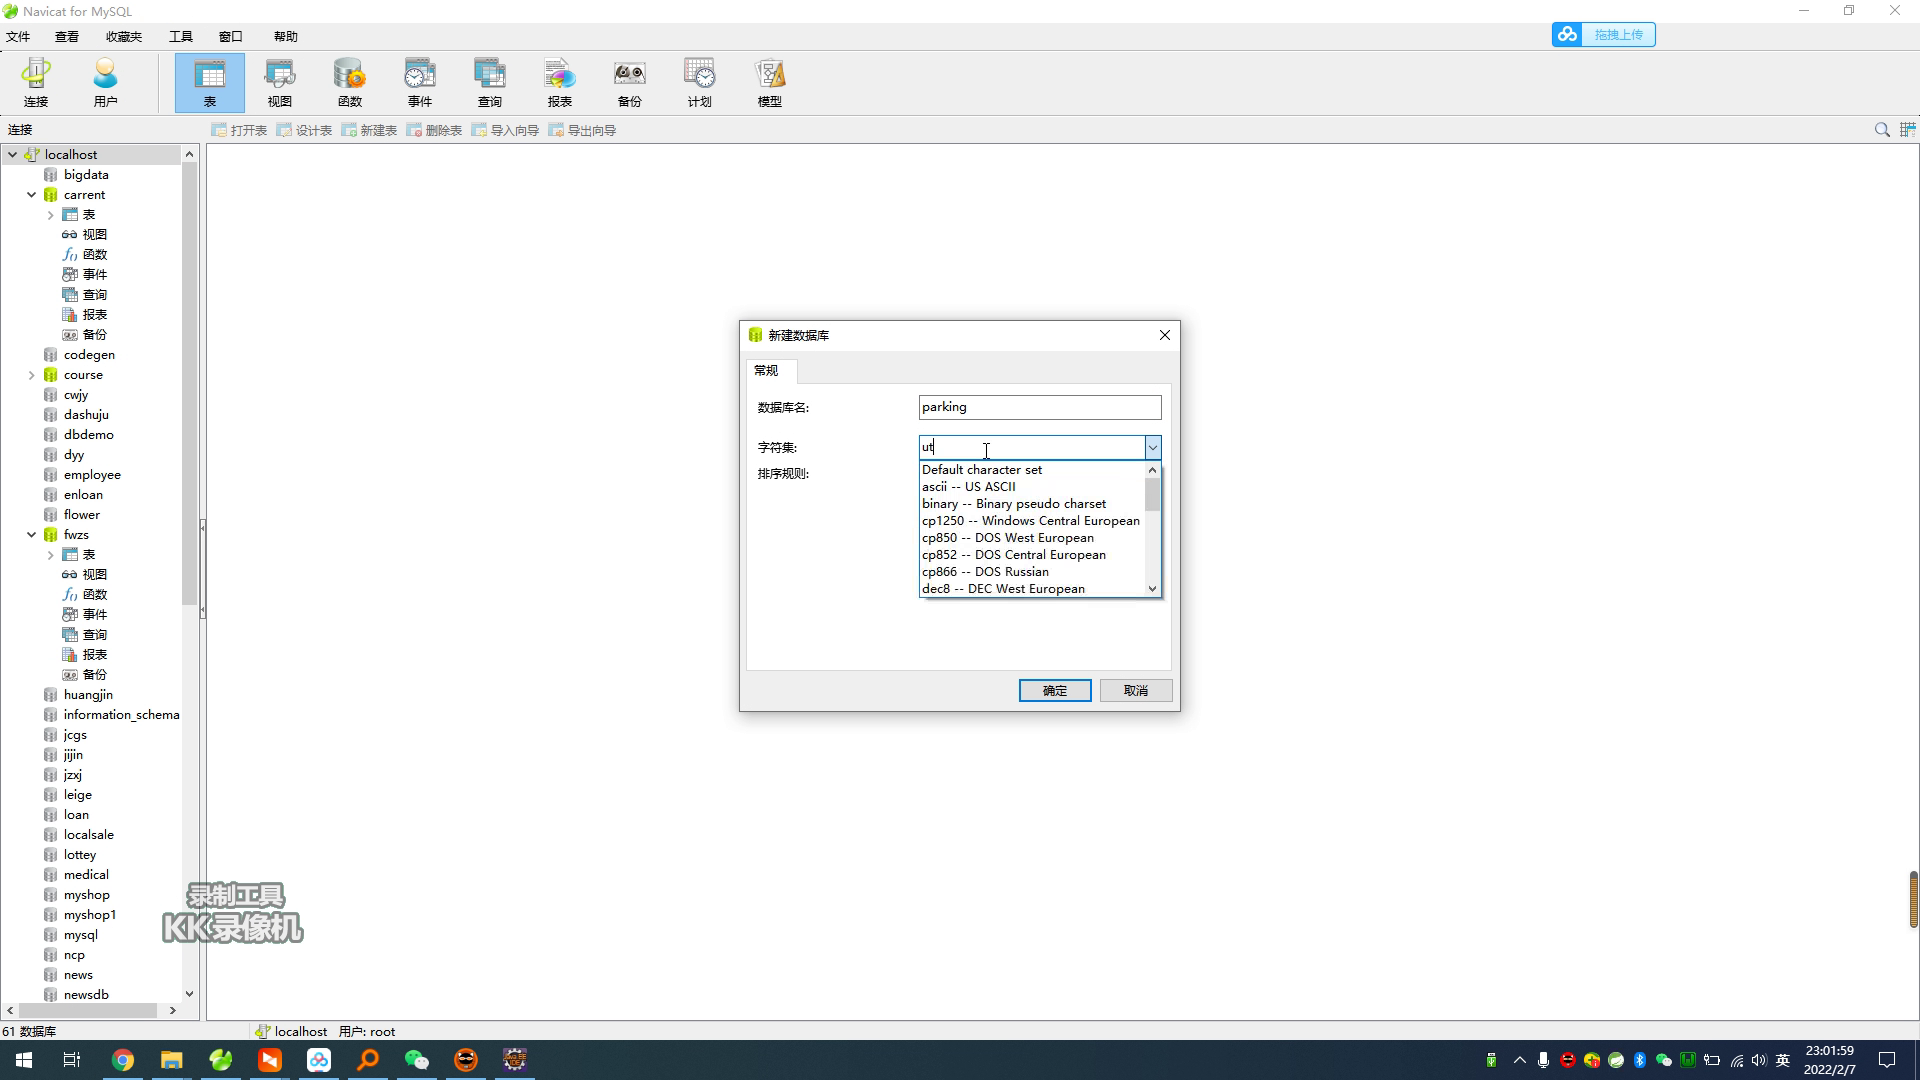 Navicat for MySQL
文件 查看 收藏夹 工具 窗口 帮助
拖拽上传
连接 用户 表 视图 函数 事件 查询 报表 备份 计划 模型
连接 打开表 设计表 新建表 删除表 导入向导 导出向导
localhost
bigdata
carrent
表
视图
函数
事件
查询
报表
备份
codegen
course
cwjy
dashuju
dbdemo
dyy
employee
enloan
flower
fwzs
表
视图
函数
事件
查询
报表
备份
huangjin
information_schema
jcgs
jijin
jzxj
leige
loan
localsale
lottey
medical
myshop
myshop1
mysql
ncp
news
newsdb
新建数据库
常规
数据库名: parking
字符集: ut
排序规则:
Default character set
ascii -- US ASCII
binary -- Binary pseudo charset
cp1250 -- Windows Central European
cp850 -- DOS West European
cp852 -- DOS Central European
cp866 -- DOS Russian
dec8 -- DEC West European
确定 取消
录制工具
KK录像机
61 数据库 localhost 用户: root
英
23:01:59
2022/2/7